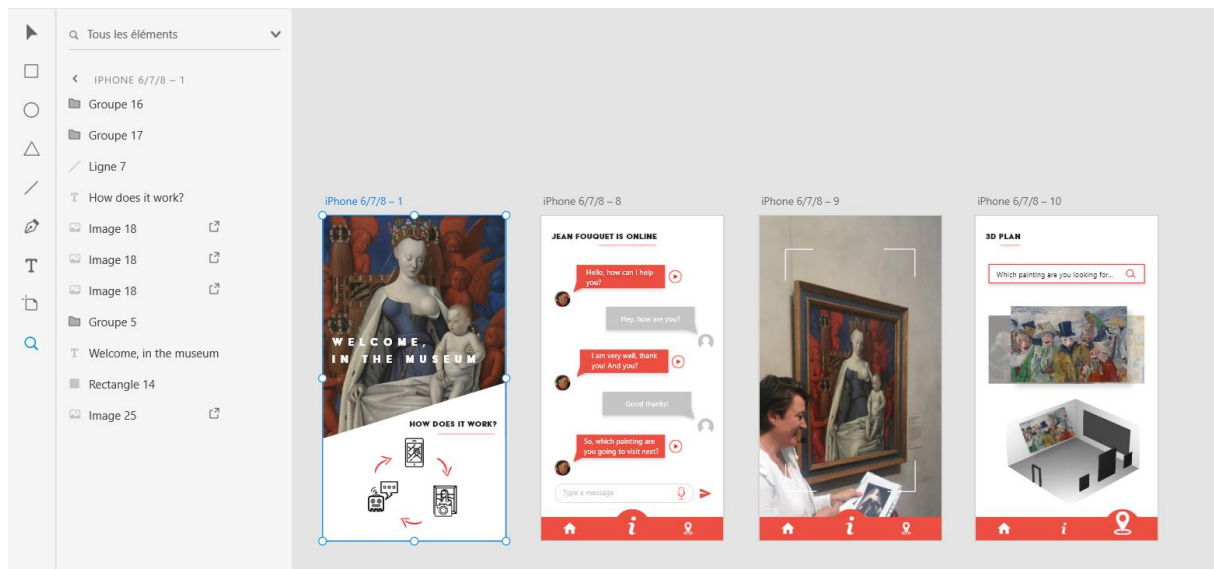 Tous les éléments
IPHONE 6/7/8 – 1
Groupe 16
Groupe 17
Ligne 7
T How does it work?
Image 18
Image 18
Image 18
Groupe 5
T Welcome, in the museum
Rectangle 14
Image 25
T
iPhone 6/7/8 – 1
WELCOME,
IN THE MUSEUM
HOW DOES IT WORK?
iPhone 6/7/8 – 8
JEAN FOUQUET IS ONLINE
Hello, how can I help
you?
Hey, how are you?
I am very well, thank
you! And you?
Good thanks!
So, which painting are
you going to visit next?
Type a message
i
iPhone 6/7/8 – 9
i
iPhone 6/7/8 – 10
3D PLAN
Which painting are you looking for...
i